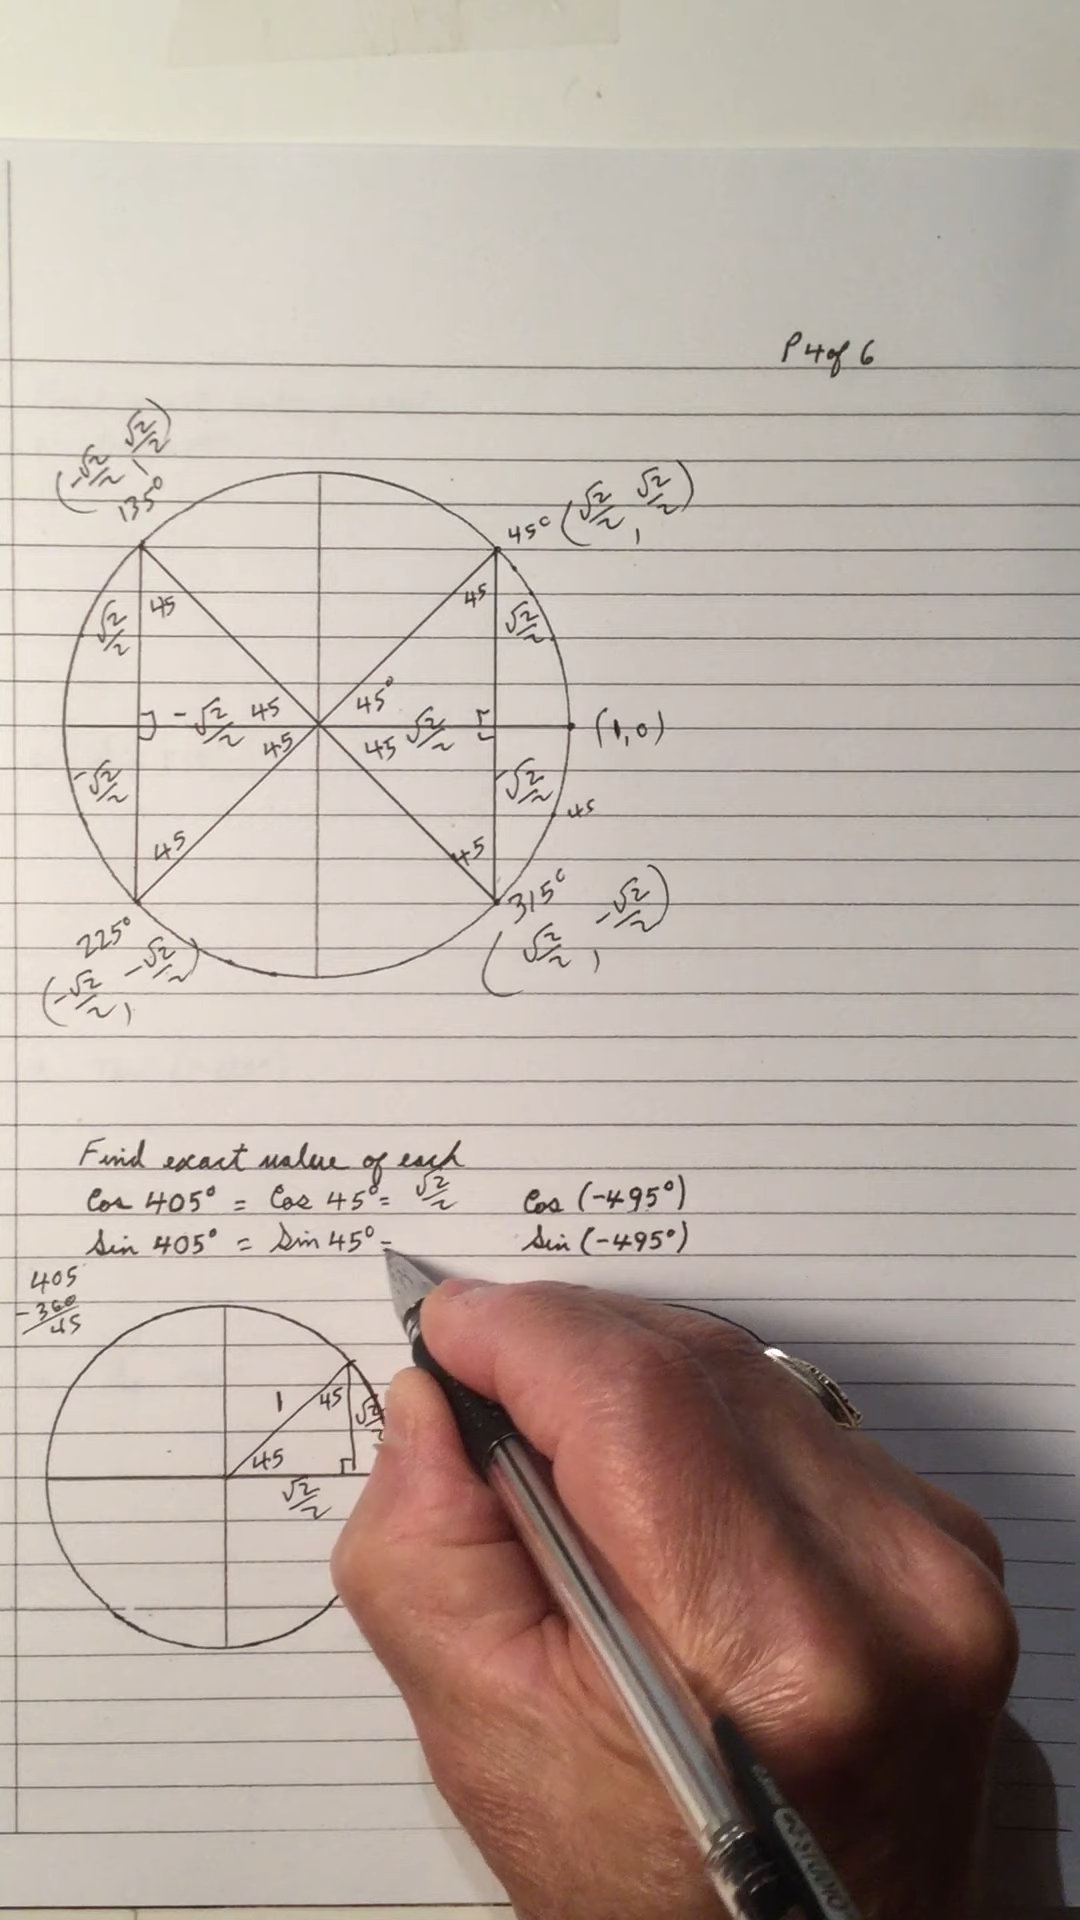 P 4 of 6
(-√2/2, √2/2)
135°
45° (√2/2, √2/2)
√2/2 45 45 √2/2
-√2/2 45 45° (1,0)
45 45 √2/2
-√2/2 -√2/2 45
45 45
225° 315°
(-√2/2, -√2/2) (√2/2, -√2/2)
Find exact value of each
Cos 405° = Cos 45° = √2/2 Cos (-495°)
Sin 405° = Sin 45° = Sin (-495°)
405
-360
45
1 45 √2/2
45
√2/2